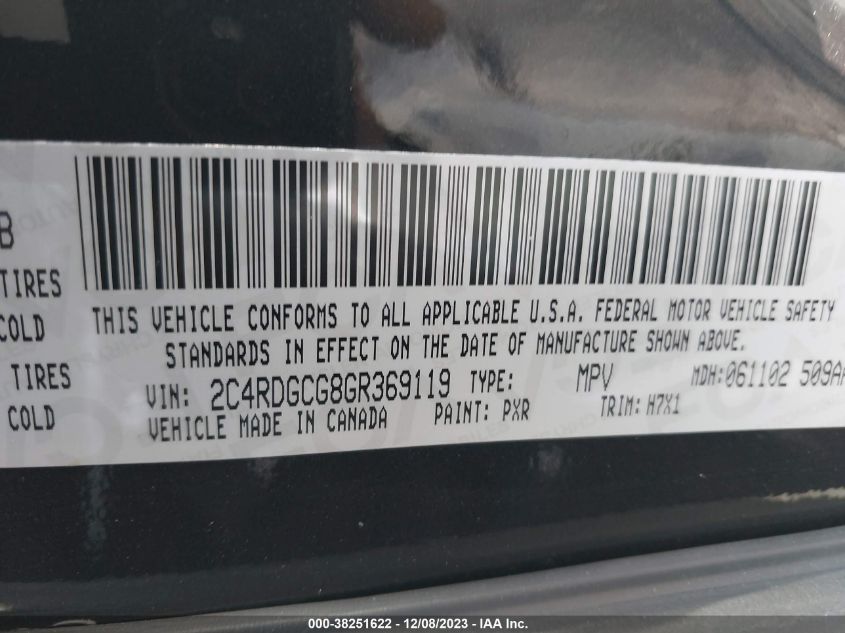 B
TIRES
COLD
TIRES
COLD
THIS VEHICLE CONFORMS TO ALL APPLICABLE U.S.A. FEDERAL MOTOR VEHICLE SAFETY
STANDARDS IN EFFECT ON THE DATE OF MANUFACTURE SHOWN ABOVE.
VIN: 2C4RDGCG8GR369119 TYPE: MPV MDH: 061102 509A
VEHICLE MADE IN CANADA PAINT: PXR TRIM: H7X1
000-38251622 - 12/08/2023 - IAA Inc.